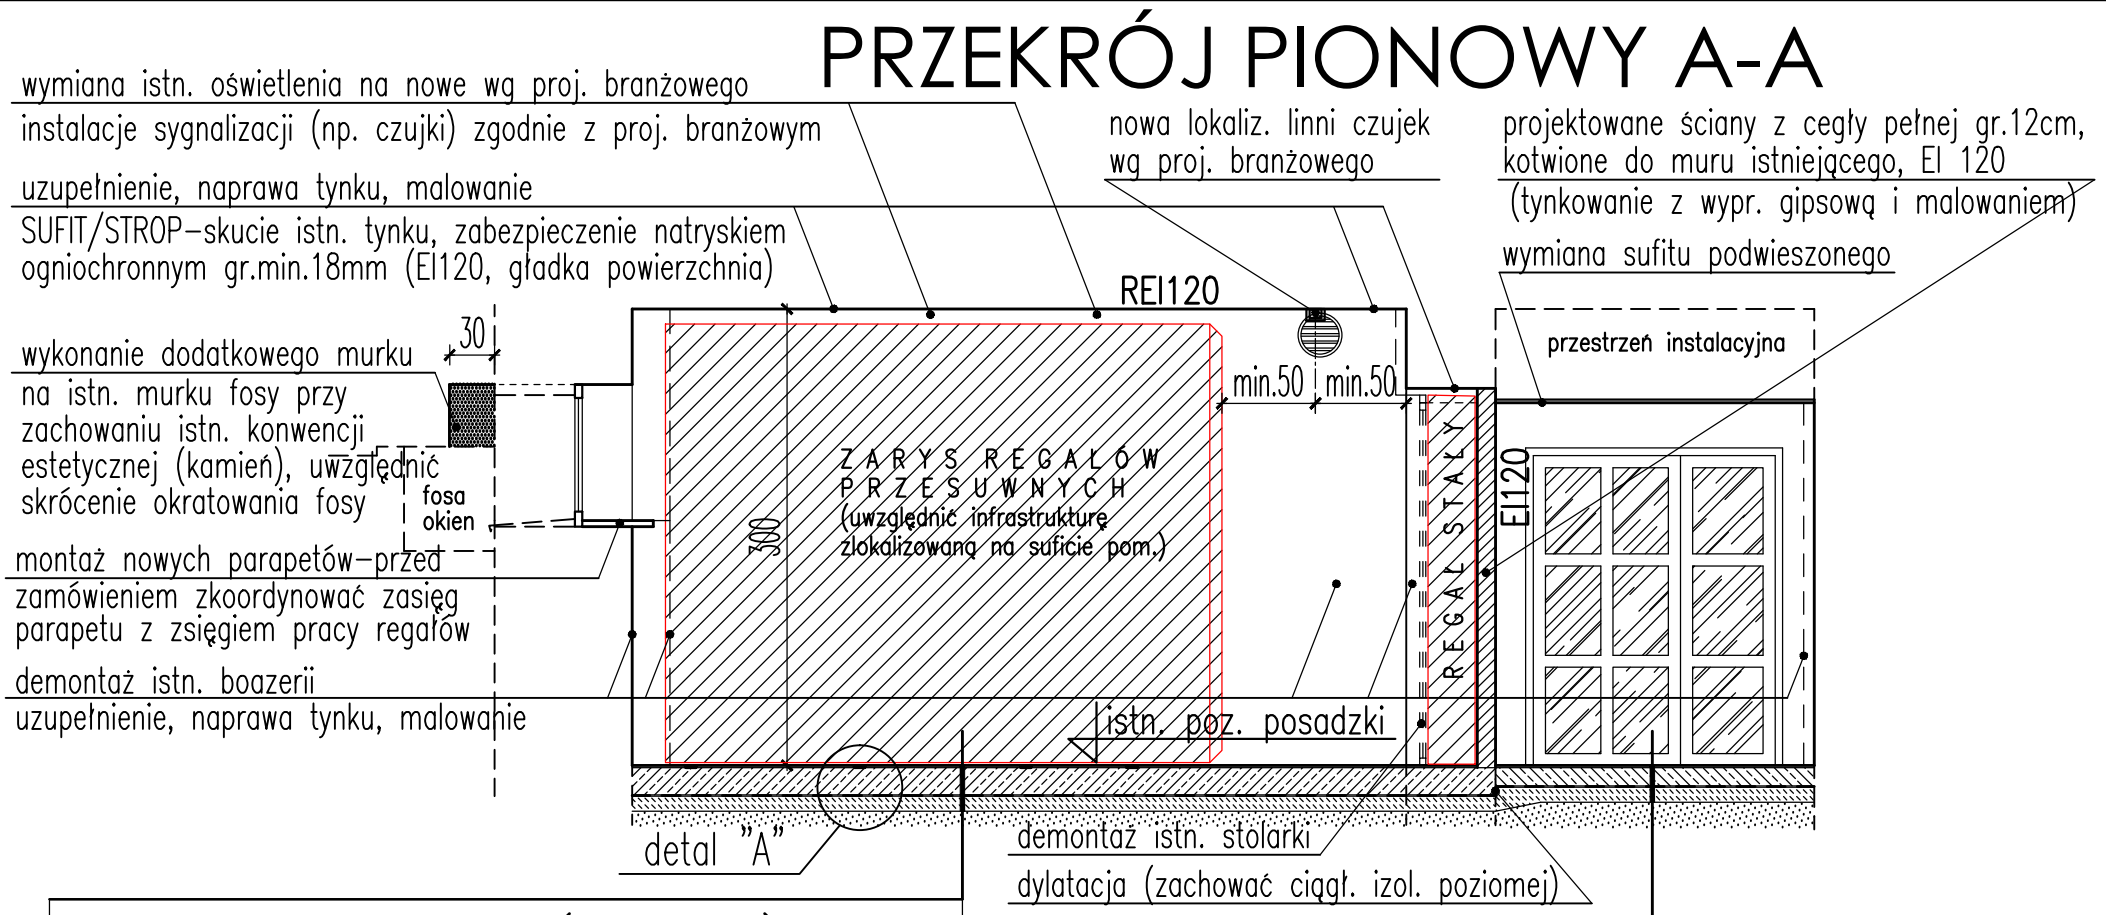 PRZEKRÓJ PIONOWY A-A
wymiana istn. oświetlenia na nowe wg proj. branżowego
instalacje sygnalizacji (np. czujki) zgodnie z proj. branżowym
uzupełnienie, naprawa tynku, malowanie
SUFIT/STROP-skucie istn. tynku, zabezpieczenie natryskiem
ogniochronnym gr.min.18mm (EI120, gładka powierzchnia)
nowa lokaliz. linni czujek
wg proj. branżowego
projektowane ściany z cegły pełnej gr.12cm,
kotwione do muru istniejącego, EI 120
(tynkowanie z wypr. gipsową i malowaniem)
wymiana sufitu podwieszonego
REI120
przestrzeń instalacyjna
30
wykonanie dodatkowego murku
na istn. murku fosy przy
zachowaniu istn. konwencji
estetycznej (kamień), uwzględnić
skrócenie okratowania fosy
fosa
okien
min.50
min.50
ZARYS REGALÓW
PRZESUWNYCH
(uwzględnić infrastrukturę
zlokalizowaną na suficie pom.)
300
REGAŁ STAŁY
EI120
montaż nowych parapetów-przed
zamówieniem zkoordynować zasięg
parapetu z zsięgiem pracy regałów
demontaż istn. boazerii
uzupełnienie, naprawa tynku, malowanie
istn. poz. posadzki
detal "A"
demontaż istn. stolarki
dylatacja (zachować ciągł. izol. poziomej)